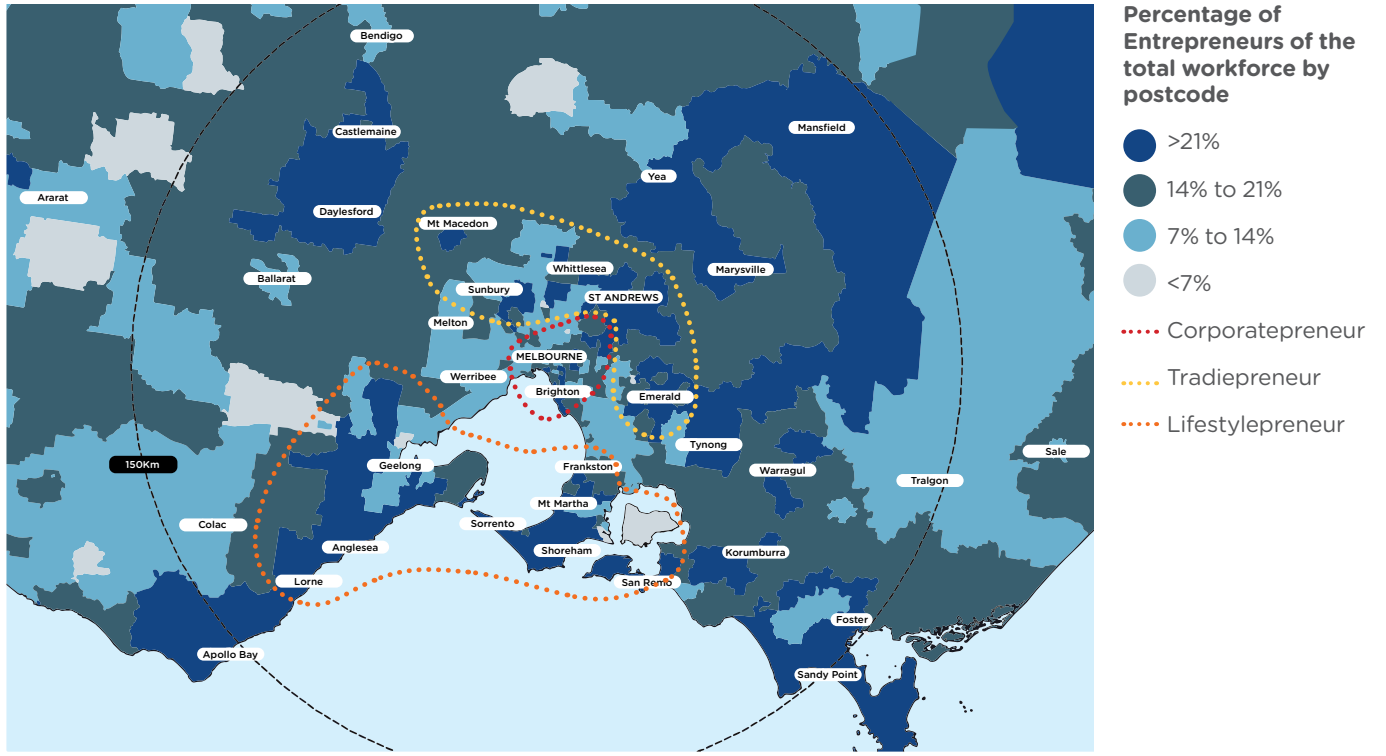 Bendigo
Castlemaine
Mansfield
Yea
Ararat
Daylesford
Mt Macedon
Ballarat
Whittlesea
Marysville
Sunbury
ST ANDREWS
Melton
MELBOURNE
Werribee
Brighton
Emerald
Tynong
Sale
150Km
Geelong
Frankston
Warragul
Tralgon
Mt Martha
Colac
Sorrento
Anglesea
Shoreham
Korumburra
Lorne
San Remo
Foster
Apollo Bay
Sandy Point
Percentage of
Entrepreneurs of the
total workforce by
postcode
>21%
14% to 21%
7% to 14%
<7%
Corporatepreneur
Tradiepreneur
Lifestylepreneur